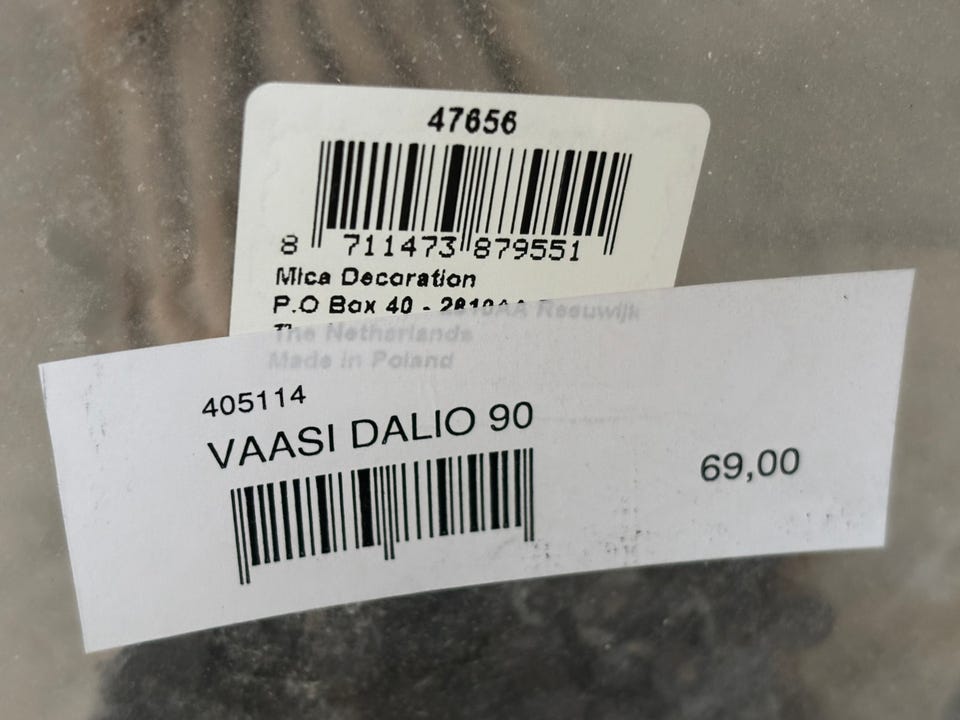 47656
8 711473 879551
Mica Decoration
P.O Box 40 - 2810AA Reeuwijk
The Netherlands
Made in Poland
405114
VAASI DALIO 90
69,00